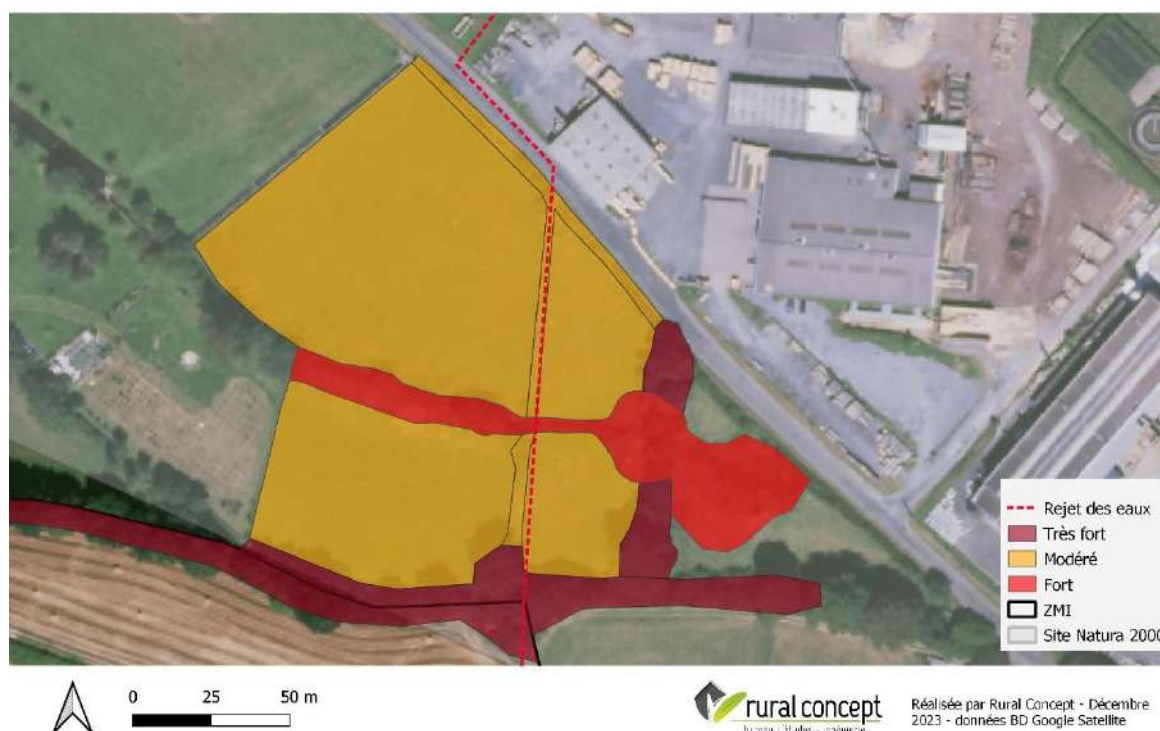 Rejet des eaux
Très fort
Modéré
Fort
ZMI
Site Natura 2000
0 25 50 m
rural concept
Réalisée par Rural Concept - Décembre
2023 - données BD Google Satellite